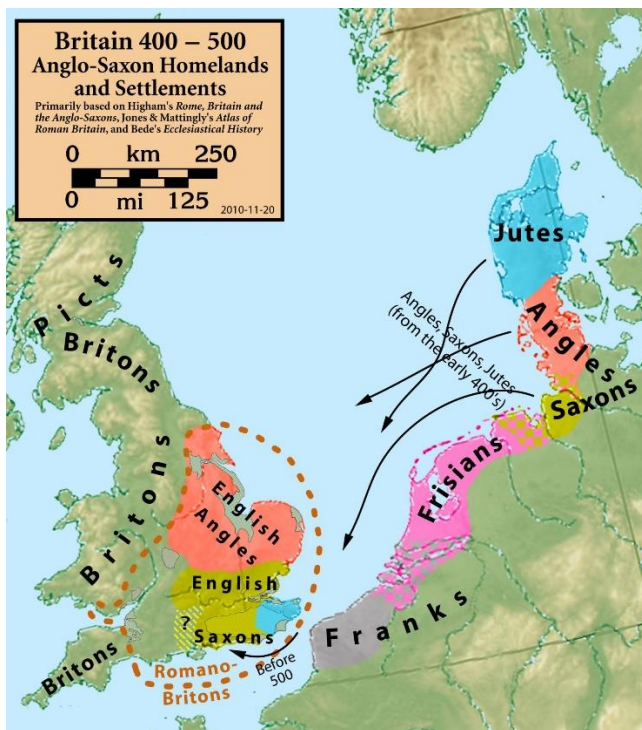 Britain 400 – 500
Anglo-Saxon Homelands
and Settlements
Primarily based on Higham's Rome, Britain and
the Anglo-Saxons, Jones & Mattingly's Atlas of
Roman Britain, and Bede's Ecclesiastical History
0 km 250
0 mi 125
2010-11-20
Jutes
Angles
Saxons
Angles, Saxons, Jutes
(from the early 400's)
Frisians
Franks
Picts
Britons
Britons
Britons
English
Angles
English
Saxons
?
Before
500
Romano-
Britons